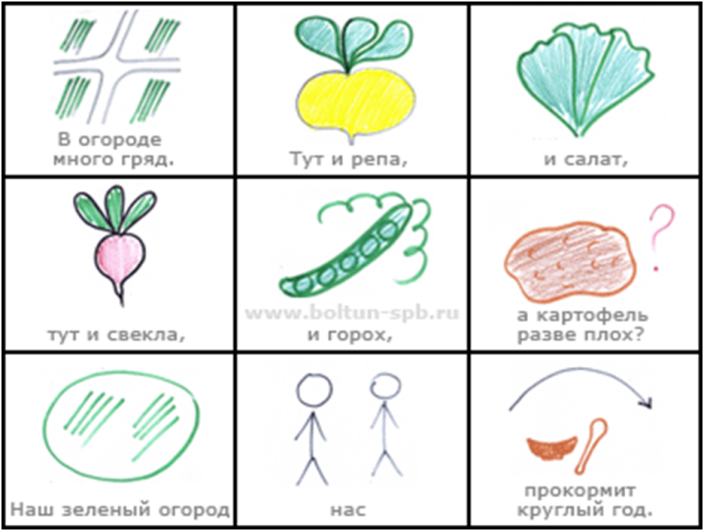 В огороде
много гряд.
Тут и репа,
и салат,
тут и свекла,
и горох,
www.boltun-spb.ru
а картофель
разве плох?
?
Наш зеленый огород
нас
прокормит
круглый год.